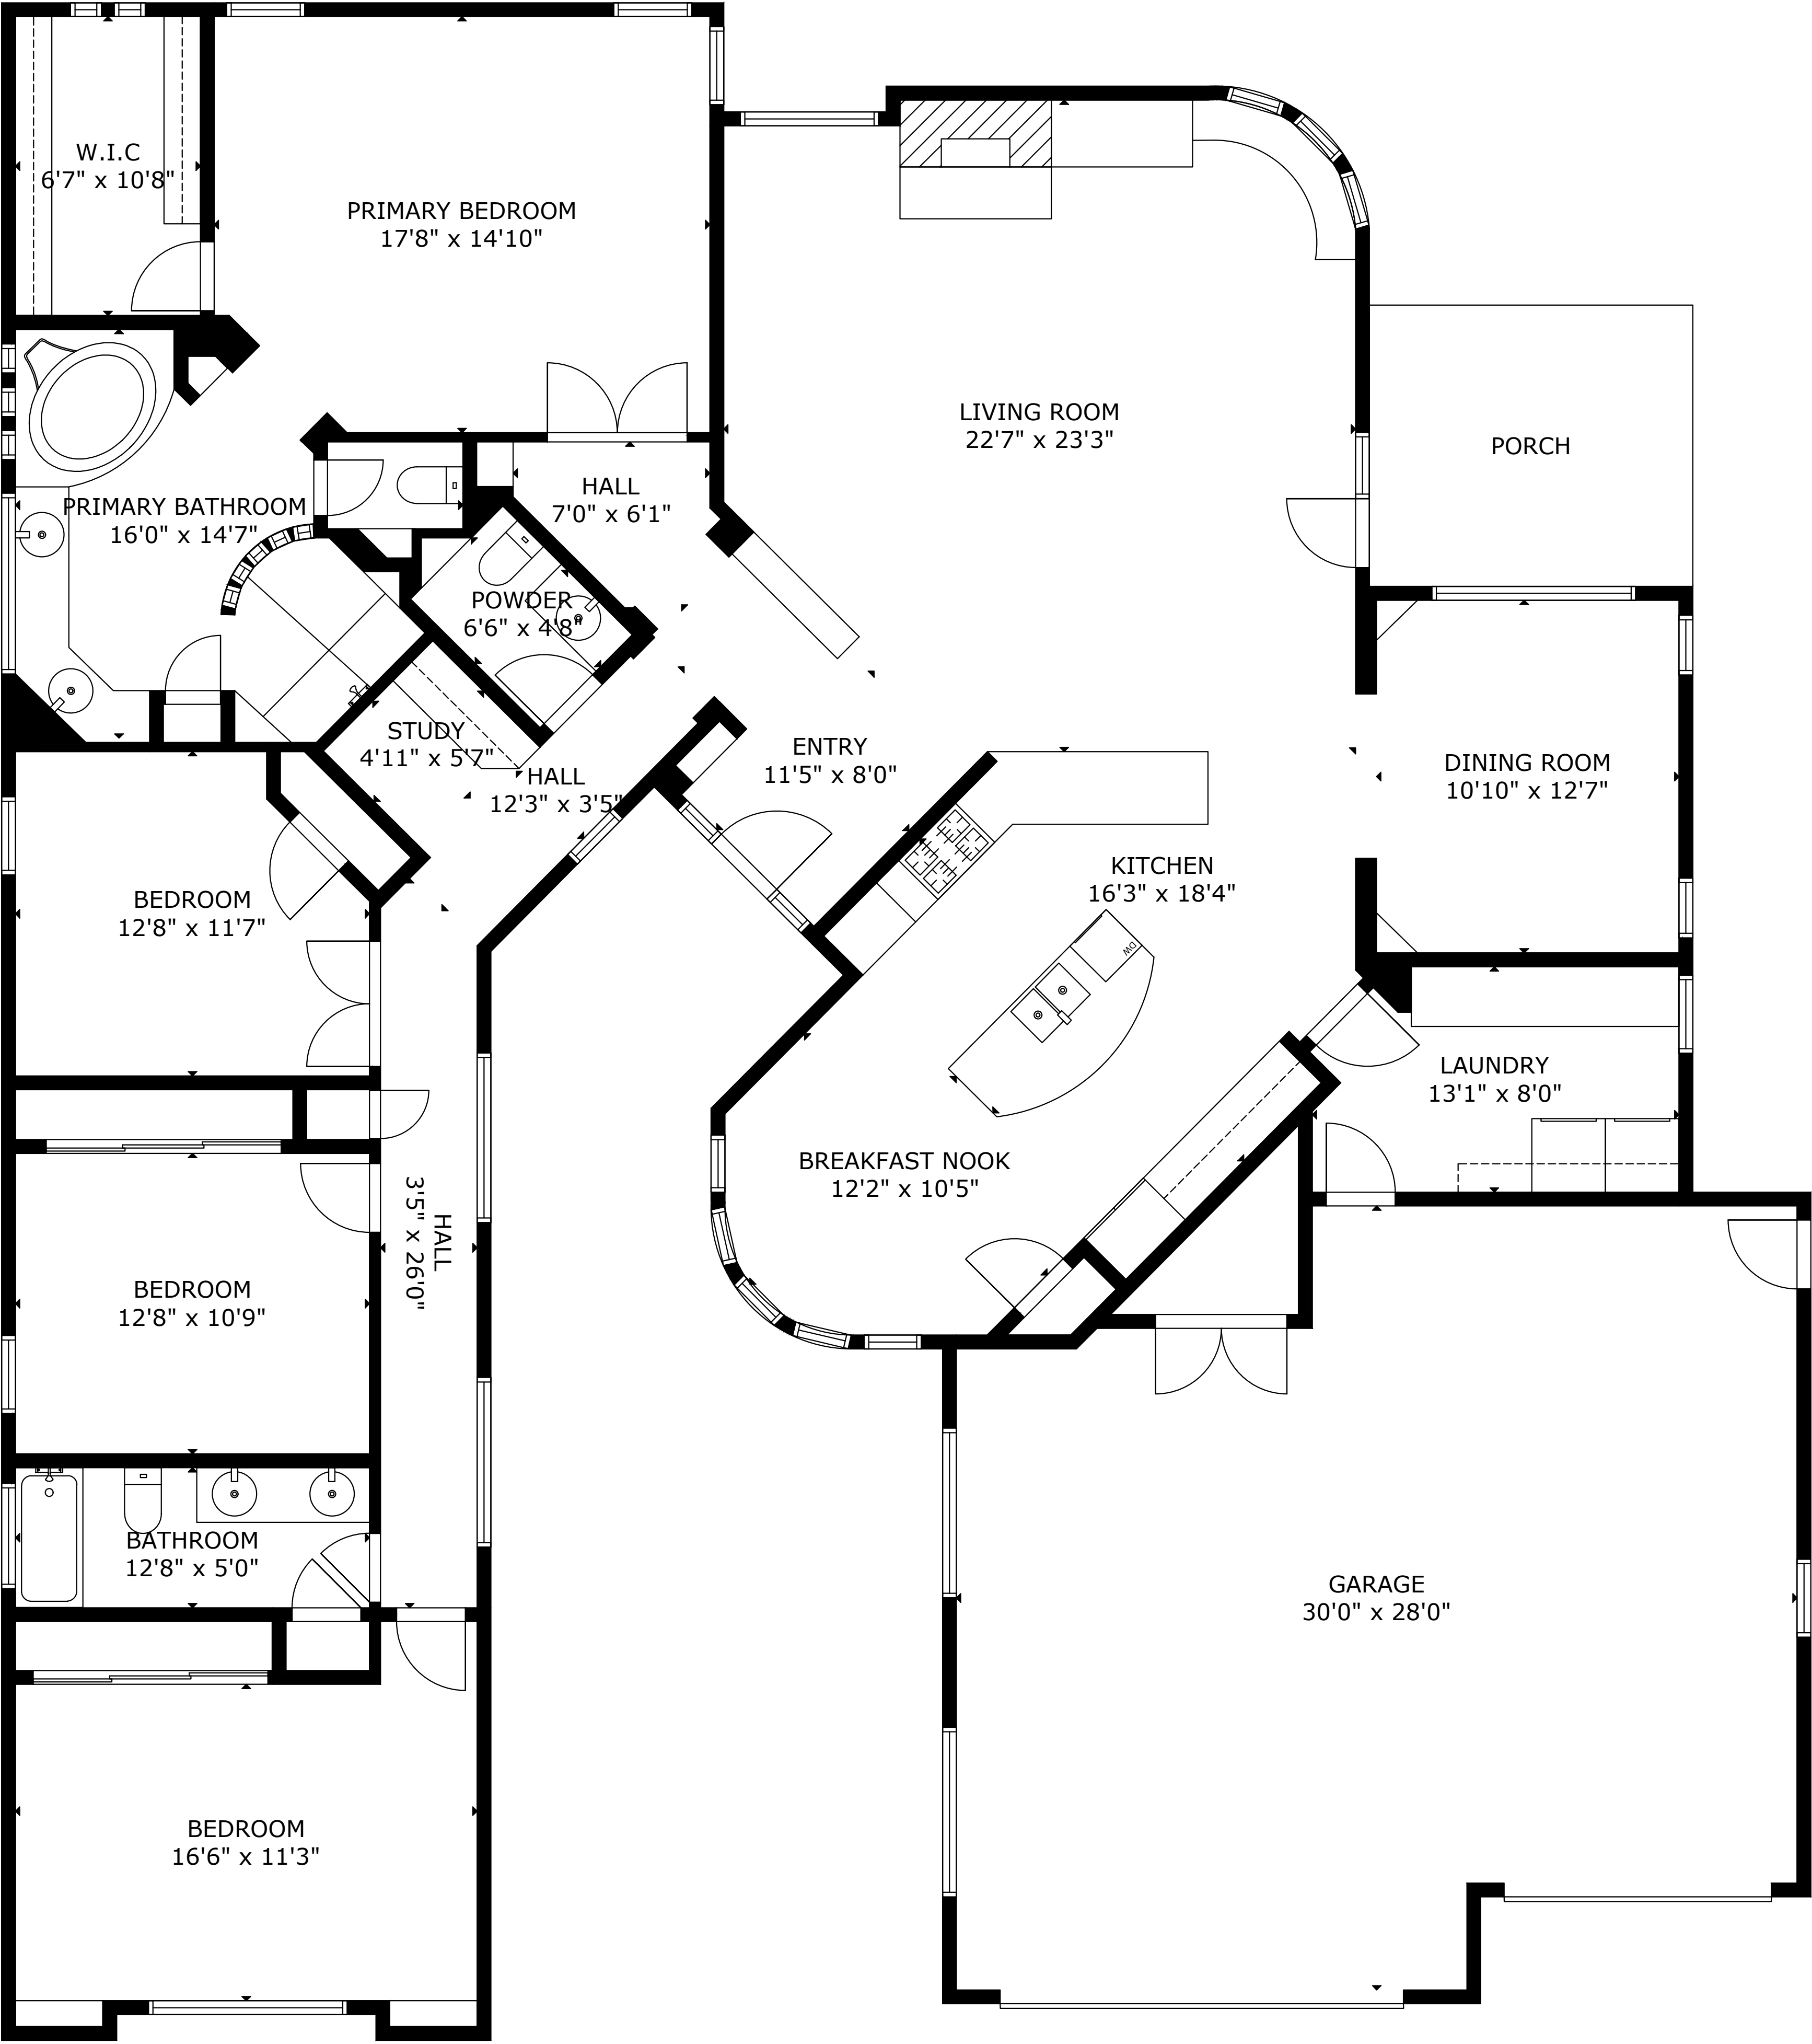 W.I.C
6'7" x 10'8"
PRIMARY BEDROOM
17'8" x 14'10"
LIVING ROOM
22'7" x 23'3"
PORCH
HALL
7'0" x 6'1"
PRIMARY BATHROOM
16'0" x 14'7"
POWDER
6'6" x 4'8"
STUDY
4'11" x 5'7"
HALL
12'3" x 3'5"
ENTRY
11'5" x 8'0"
DINING ROOM
10'10" x 12'7"
KITCHEN
16'3" x 18'4"
DW
BEDROOM
12'8" x 11'7"
LAUNDRY
13'1" x 8'0"
BREAKFAST NOOK
12'2" x 10'5"
HALL
3'5" x 26'0"
BEDROOM
12'8" x 10'9"
BATHROOM
12'8" x 5'0"
GARAGE
30'0" x 28'0"
BEDROOM
16'6" x 11'3"